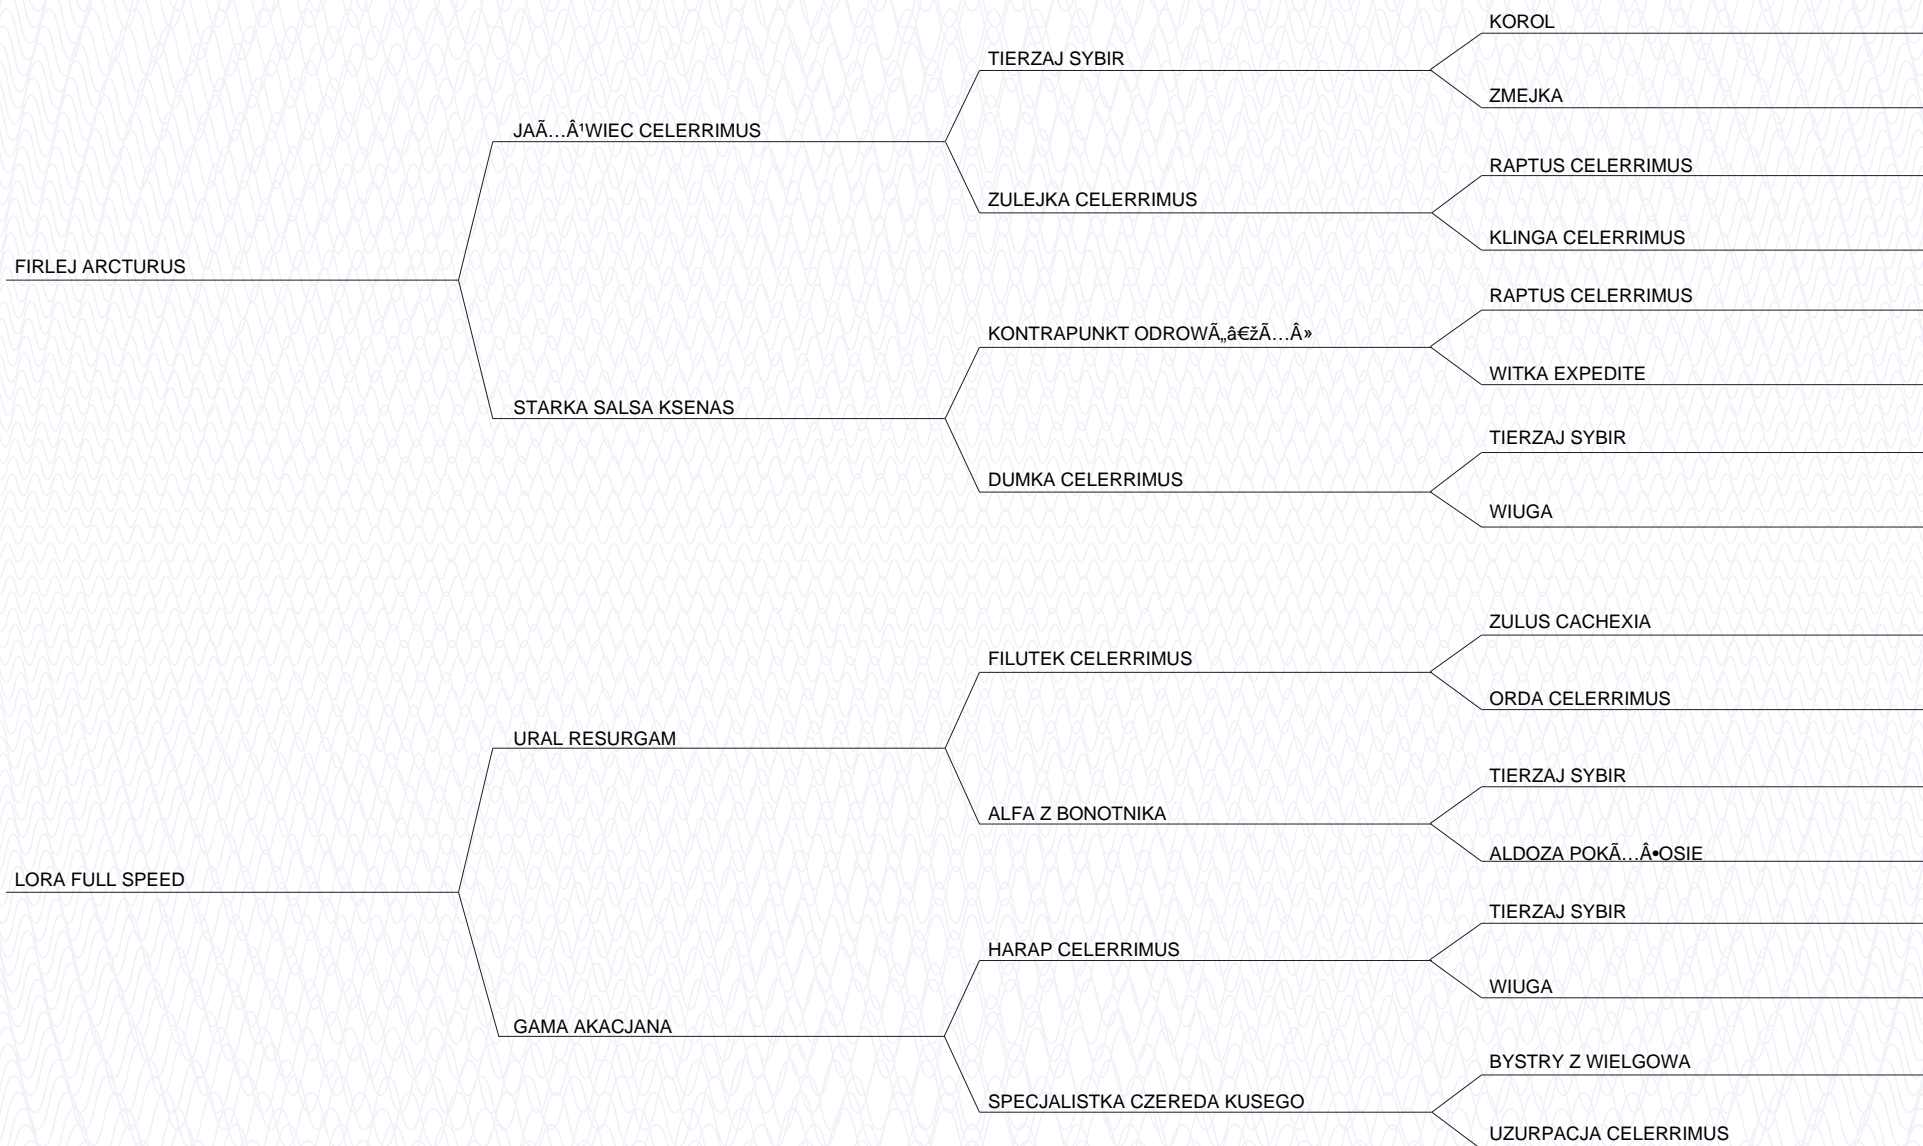 KOROL
TIERZAJ SYBIR
ZMEJKA
JAÃ…Â¹WIEC CELERRIMUS
RAPTUS CELERRIMUS
ZULEJKA CELERRIMUS
KLINGA CELERRIMUS
FIRLEJ ARCTURUS
RAPTUS CELERRIMUS
KONTRAPUNKT ODROWÃ„â€žÃ…Â»
WITKA EXPEDITE
STARKA SALSA KSENAS
TIERZAJ SYBIR
DUMKA CELERRIMUS
WIUGA
ZULUS CACHEXIA
FILUTEK CELERRIMUS
ORDA CELERRIMUS
URAL RESURGAM
TIERZAJ SYBIR
ALFA Z BONOTNIKA
ALDOZA POKÃ…Â•OSIE
LORA FULL SPEED
TIERZAJ SYBIR
HARAP CELERRIMUS
WIUGA
GAMA AKACJANA
BYSTRY Z WIELGOWA
SPECJALISTKA CZEREDA KUSEGO
UZURPACJA CELERRIMUS